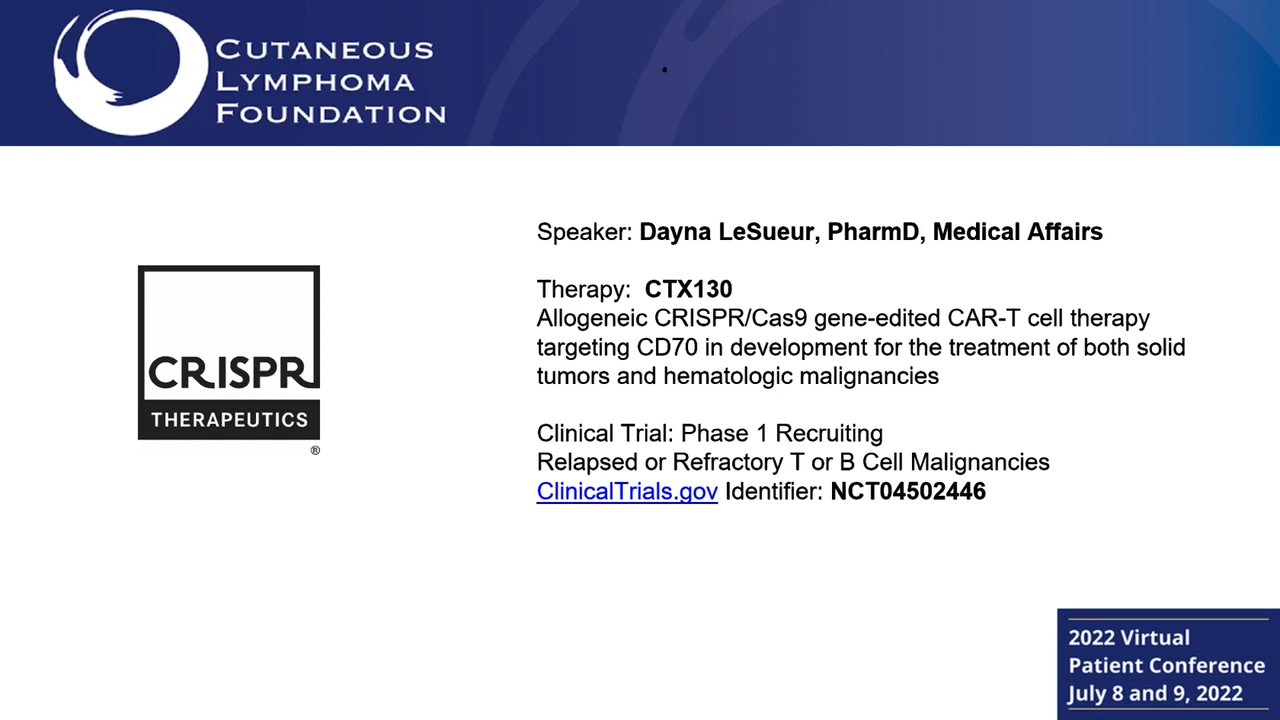 CUTANEOUS
LYMPHOMA
FOUNDATION
CRISPR
THERAPEUTICS
®
Speaker: Dayna LeSueur, PharmD, Medical Affairs
Therapy: CTX130
Allogeneic CRISPR/Cas9 gene-edited CAR-T cell therapy
targeting CD70 in development for the treatment of both solid
tumors and hematologic malignancies
Clinical Trial: Phase 1 Recruiting
Relapsed or Refractory T or B Cell Malignancies
ClinicalTrials.gov Identifier: NCT04502446
2022 Virtual
Patient Conference
July 8 and 9, 2022